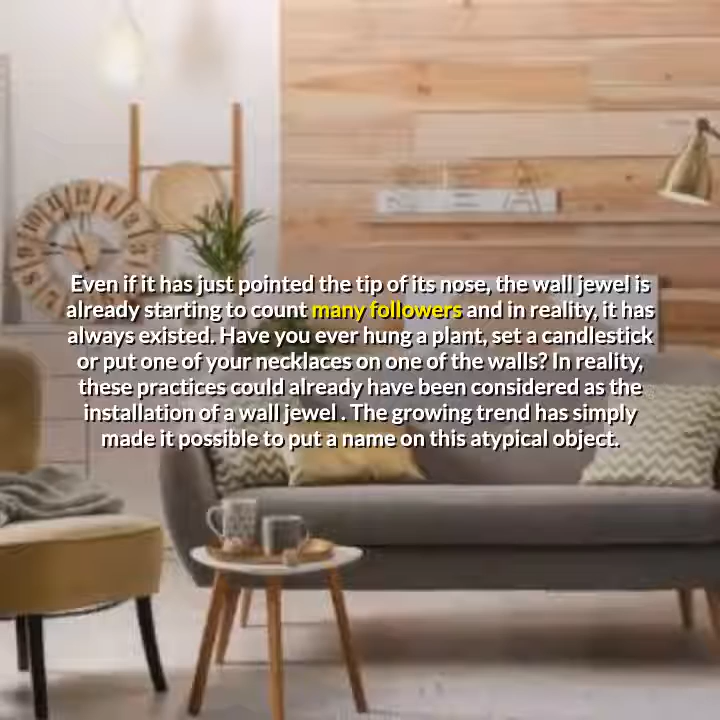 Even if it has just pointed the tip of its nose, the wall jewel is
already starting to count many followers and in reality, it has
always existed. Have you ever hung a plant, set a candlestick
or put one of your necklaces on one of the walls? In reality,
these practices could already have been considered as the
installation of a wall jewel . The growing trend has simply
made it possible to put a name on this atypical object.